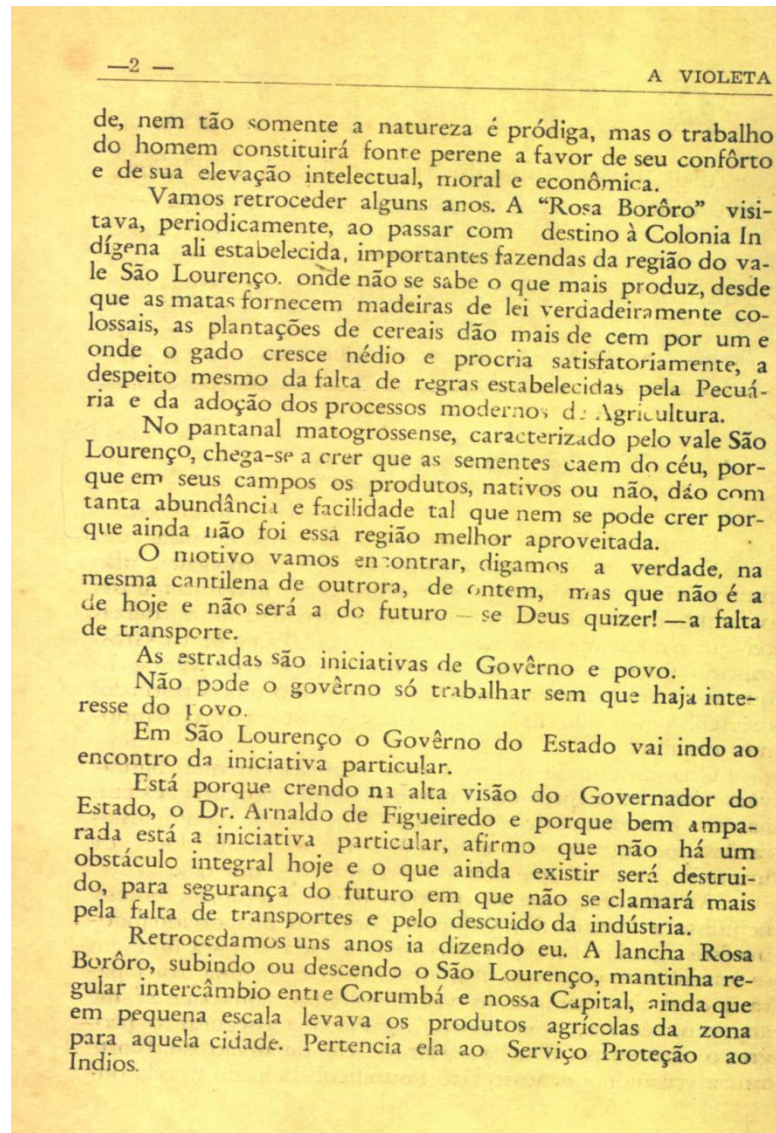 —2 —
A VIOLETA
de, nem tão somente a natureza é pródiga, mas o trabalho
do homem constituirá fonte perene a favor de seu confôrto
e de sua elevação intelectual, moral e econômica.
Vamos retroceder alguns anos. A “Rosa Borôro” visi-
tava, periodicamente, ao passar com destino à Colonia In
dígena ali estabelecida, importantes fazendas da região do va-
le São Lourenço. onde não se sabe o que mais produz, desde
que as matas fornecem madeiras de lei verdadeiramente co-
lossais, as plantações de cereais dão mais de cem por um e
onde o gado cresce nédio e procria satisfatoriamente, a
despeito mesmo da falta de regras estabelecidas pela Pecuá-
ria e da adoção dos processos modernos de Agricultura.
No pantanal matogrossense, caracterizado pelo vale São
Lourenço, chega-se a crer que as sementes caem do céu, por-
que em seus campos os produtos, nativos ou não, dão com
tanta abundância e facilidade tal que nem se pode crer por-
que ainda não foi essa região melhor aproveitada.
O motivo vamos encontrar, digamos a verdade, na
mesma cantilena de outrora, de ontem, mas que não é a
de hoje e não será a do futuro — se Deus quizer! —a falta
de transporte.
As estradas são iniciativas de Govêrno e povo.
Não pode o govêrno só trabalhar sem que haja inte-
resse do povo.
Em São Lourenço o Govêrno do Estado vai indo ao
encontro da iniciativa particular.
Está porque crendo na alta visão do Governador do
Estado, o Dr. Arnaldo de Figueiredo e porque bem ampa-
rada está a iniciativa particular, afirmo que não há um
obstáculo integral hoje e o que ainda existir será destrui-
do, para segurança do futuro em que não se clamará mais
pela falta de transportes e pelo descuido da indústria.
Retrocedamos uns anos ia dizendo eu. A lancha Rosa
Borôro, subindo ou descendo o São Lourenço, mantinha re-
gular intercâmbio entre Corumbá e nossa Capital, ainda que
em pequena escala levava os produtos agrícolas da zona
para aquela cidade. Pertencia ela ao Serviço Proteção ao
Índios.